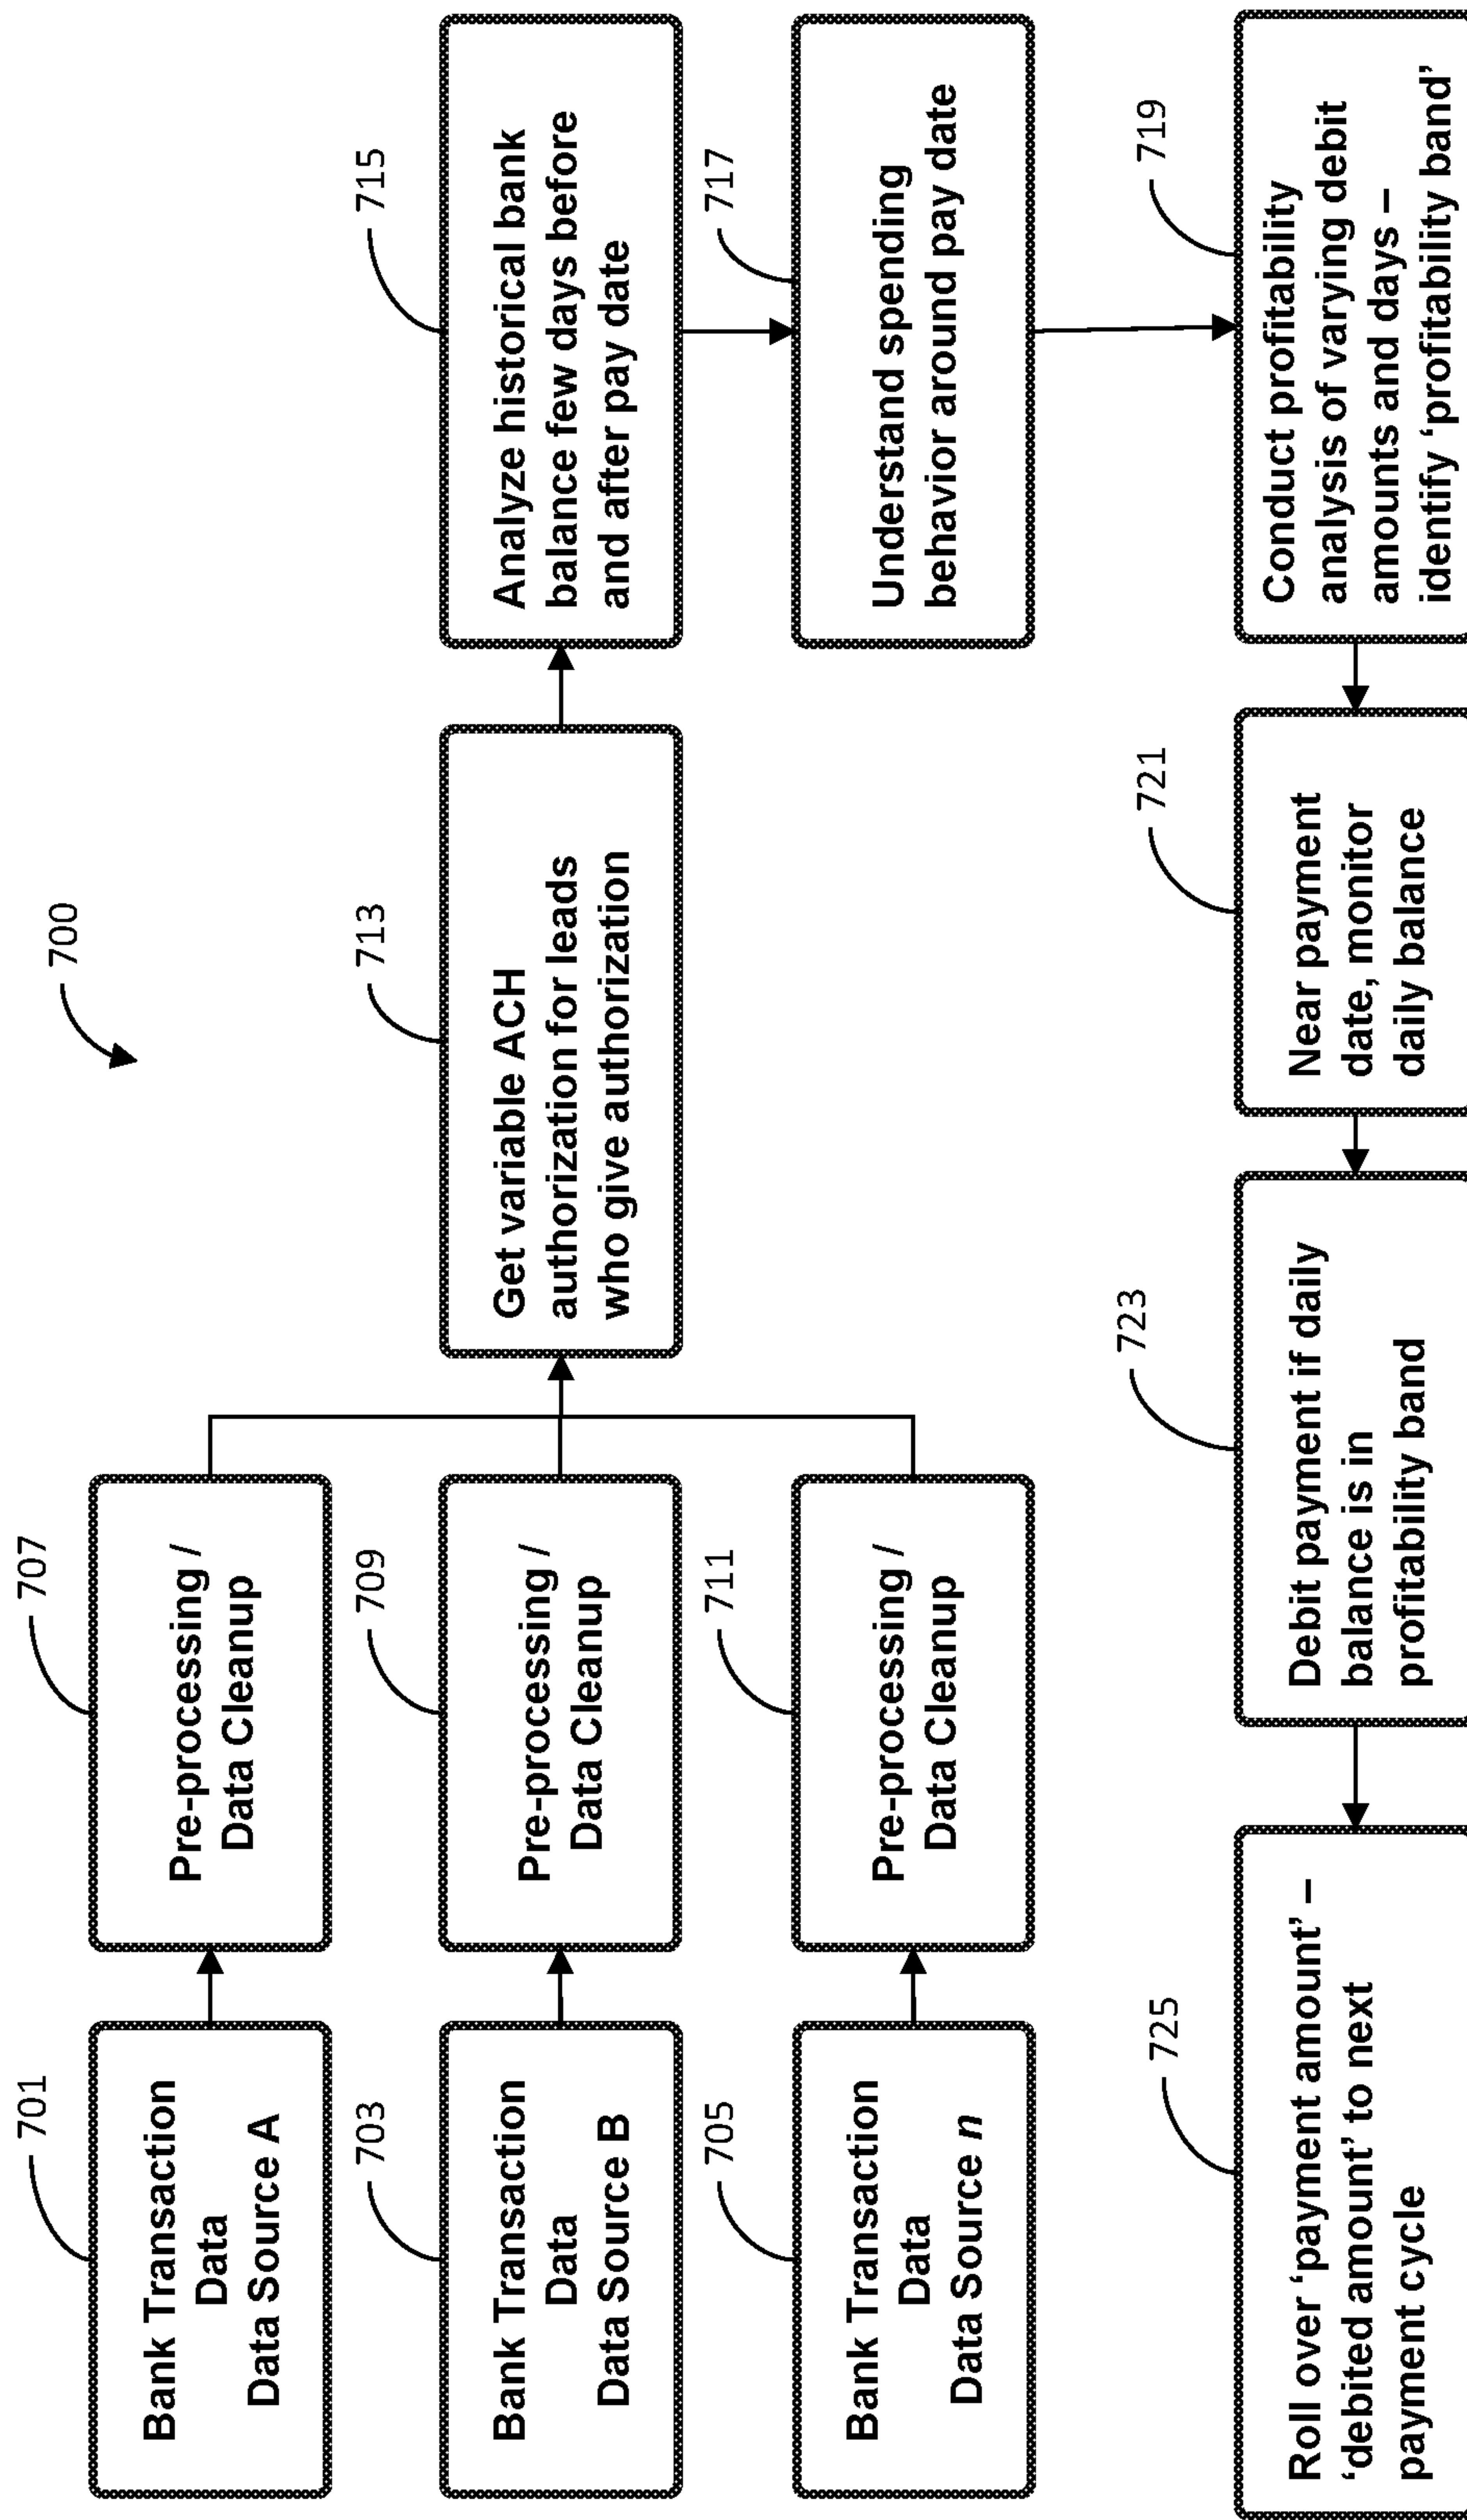 700
701
Bank Transaction
Data
Data Source A
707
Pre-processing /
Data Cleanup
703
Bank Transaction
Data
Data Source B
709
Pre-processing /
Data Cleanup
705
Bank Transaction
Data
Data Source n
711
Pre-processing /
Data Cleanup
713
Get variable ACH
authorization for leads
who give authorization
715
Analyze historical bank
balance few days before
and after pay date
717
Understand spending
behavior around pay date
719
Conduct profitability
analysis of varying debit
amounts and days –
identify ‘profitability band’
721
Near payment
date, monitor
daily balance
723
Debit payment if daily
balance is in
profitability band
725
Roll over ‘payment amount’ –
‘debited amount’ to next
payment cycle